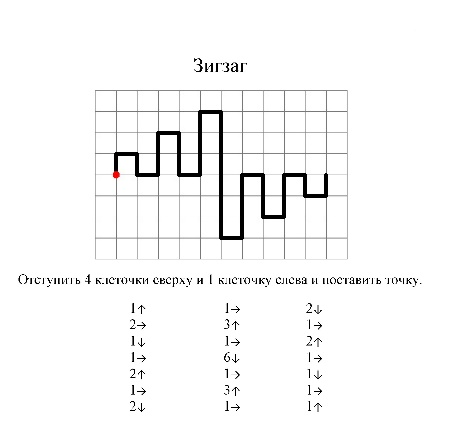 Зигзаг
Отступить 4 клеточки сверху и 1 клеточку слева и поставить точку.
1↑ 1→ 2↓
2→ 3↑ 1→
1↓ 1→ 2↑
1→ 6↓ 1→
2↑ 1→ 1↓
1→ 3↑ 1→
2↓ 1→ 1↑